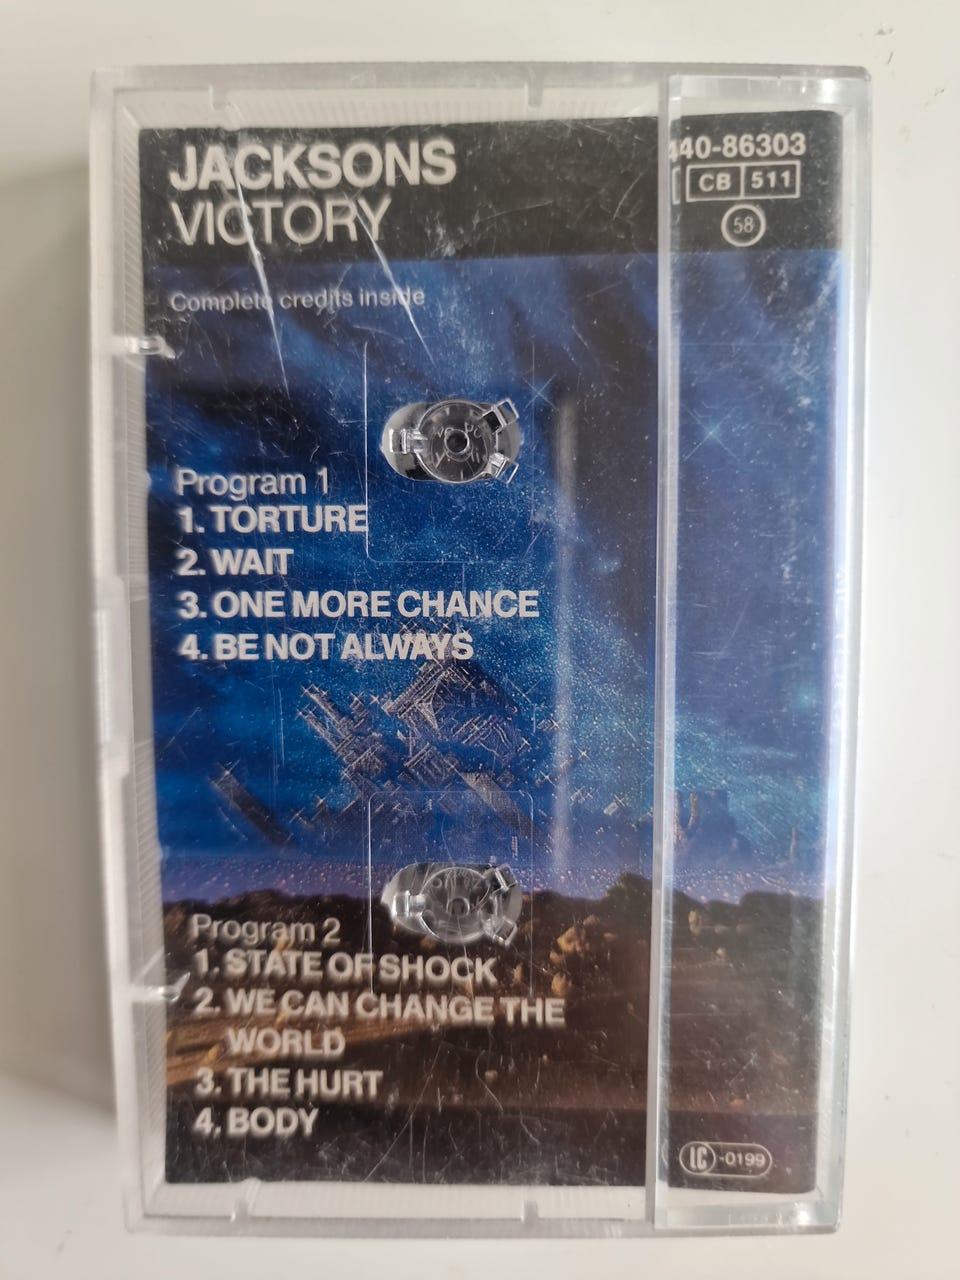 JACKSONS
VICTORY
40-86303
CB 511
58
Complete credits inside
Program 1
1. TORTURE
2. WAIT
3. ONE MORE CHANCE
4. BE NOT ALWAYS
Program 2
1. STATE OF SHOCK
2. WE CAN CHANGE THE
WORLD
3. THE HURT
4. BODY
LC -0199